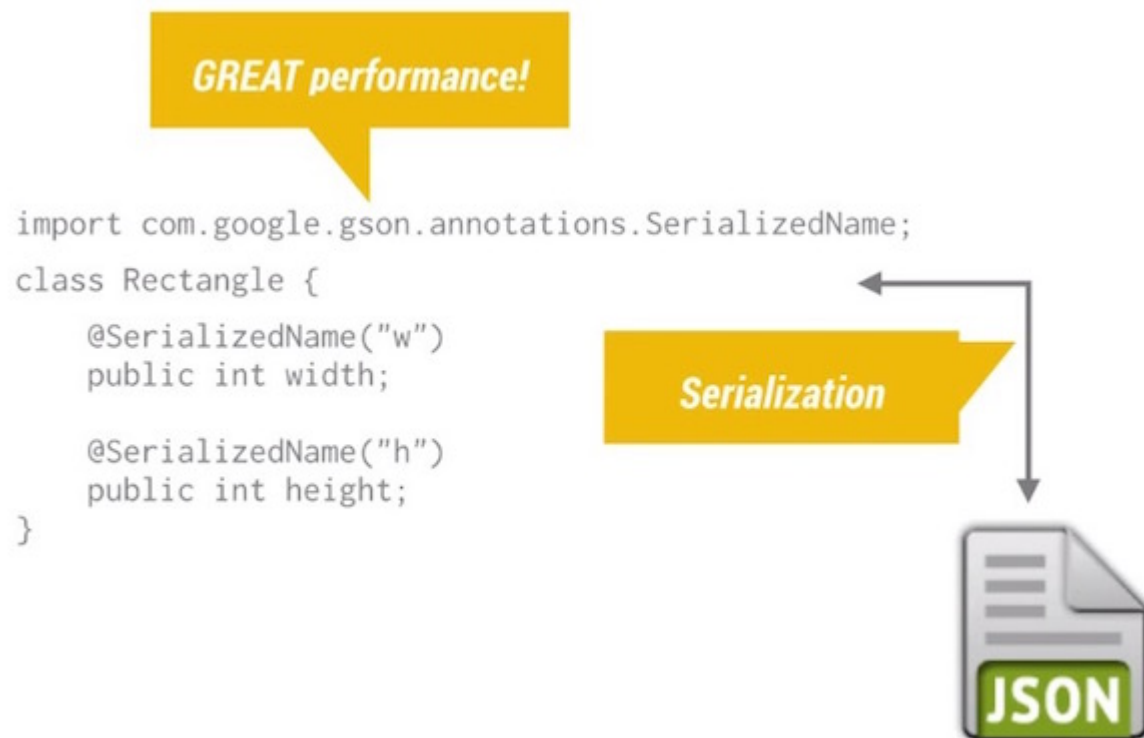 GREAT performance!
import com.google.gson.annotations.SerializedName;
class Rectangle {
@SerializedName("w")
public int width;
Serialization
@SerializedName("h")
public int height;
}
JSON